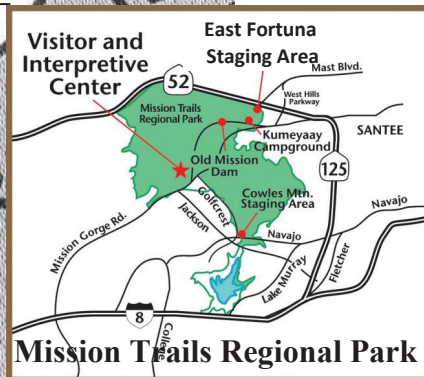 East Fortuna
Staging Area
Visitor and
Interpretive
Center
52
Mast Blvd.
West Hills
Parkway
Mission Trails
Regional Park
SANTEE
Kumeyaay
Campground
Old Mission
Dam
125
Cowles Mtn.
Staging Area
Golfcrest
Jackson
Mission Gorge Rd.
Navajo
Navajo
Fletcher
Lake Murray
8
College
Mission Trails Regional Park